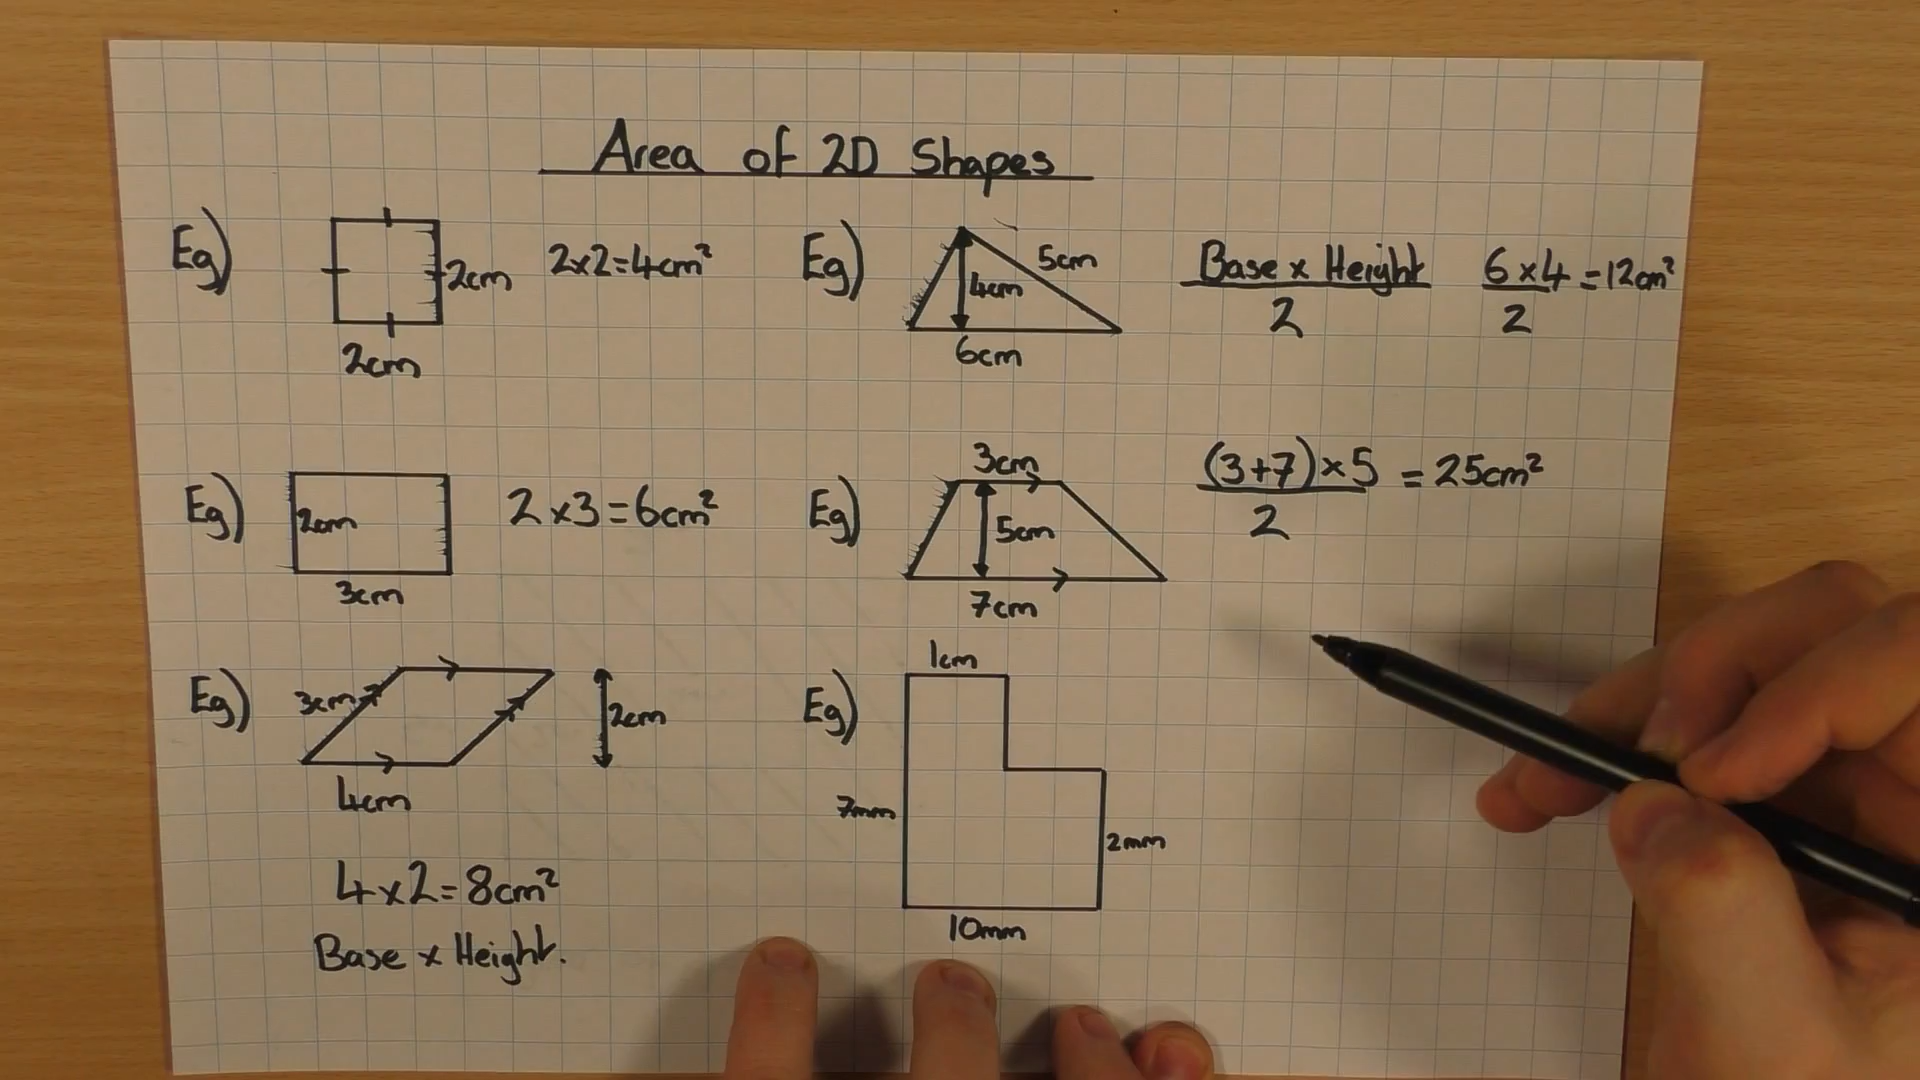 Area of 2D Shapes
Eg)
2cm
2cm
2x2=4cm²
Eg)
5cm
4cm
6cm
Base x Height
2
6x4=12cm²
2
Eg)
2cm
3cm
2x3=6cm²
Eg)
3cm
5cm
7cm
(3+7)x5 = 25cm²
2
Eg)
3cm
2cm
4cm
4x2=8cm²
Base x Height.
Eg)
1cm
7mm
2mm
10mm